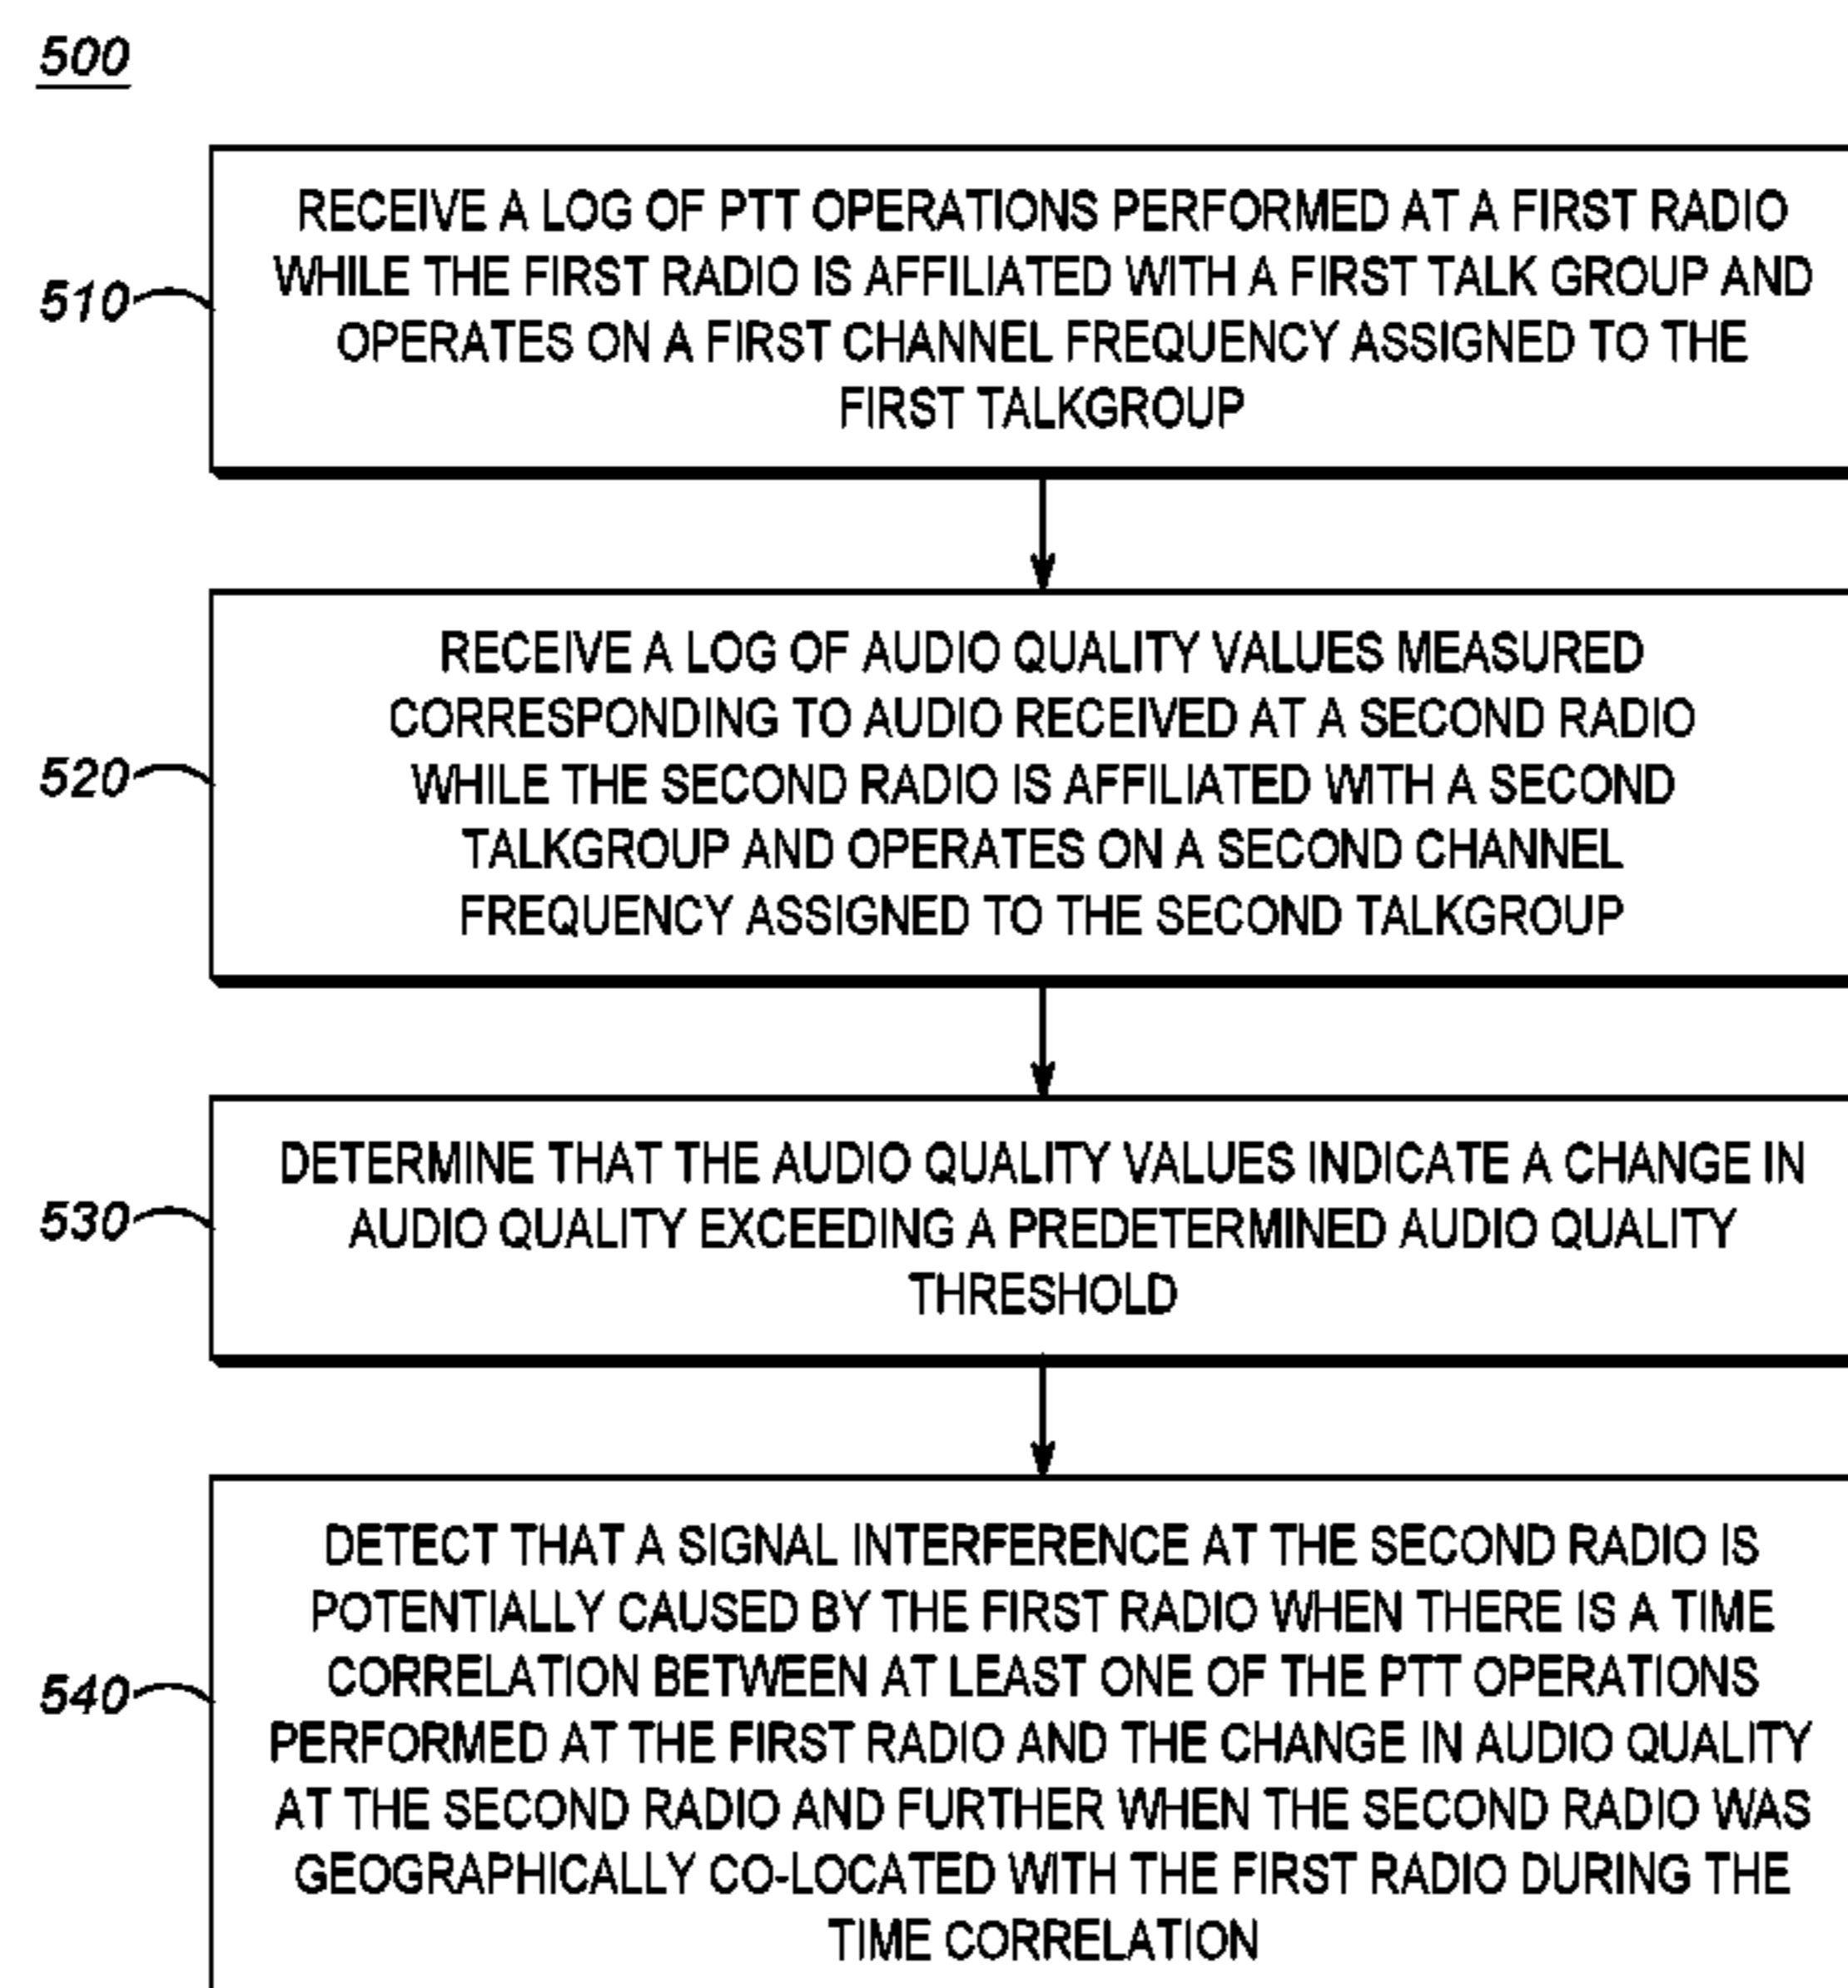 500
510
RECEIVE A LOG OF PTT OPERATIONS PERFORMED AT A FIRST RADIO
WHILE THE FIRST RADIO IS AFFILIATED WITH A FIRST TALK GROUP AND
OPERATES ON A FIRST CHANNEL FREQUENCY ASSIGNED TO THE
FIRST TALKGROUP
520
RECEIVE A LOG OF AUDIO QUALITY VALUES MEASURED
CORRESPONDING TO AUDIO RECEIVED AT A SECOND RADIO
WHILE THE SECOND RADIO IS AFFILIATED WITH A SECOND
TALKGROUP AND OPERATES ON A SECOND CHANNEL
FREQUENCY ASSIGNED TO THE SECOND TALKGROUP
530
DETERMINE THAT THE AUDIO QUALITY VALUES INDICATE A CHANGE IN
AUDIO QUALITY EXCEEDING A PREDETERMINED AUDIO QUALITY
THRESHOLD
540
DETECT THAT A SIGNAL INTERFERENCE AT THE SECOND RADIO IS
POTENTIALLY CAUSED BY THE FIRST RADIO WHEN THERE IS A TIME
CORRELATION BETWEEN AT LEAST ONE OF THE PTT OPERATIONS
PERFORMED AT THE FIRST RADIO AND THE CHANGE IN AUDIO QUALITY
AT THE SECOND RADIO AND FURTHER WHEN THE SECOND RADIO WAS
GEOGRAPHICALLY CO-LOCATED WITH THE FIRST RADIO DURING THE
TIME CORRELATION